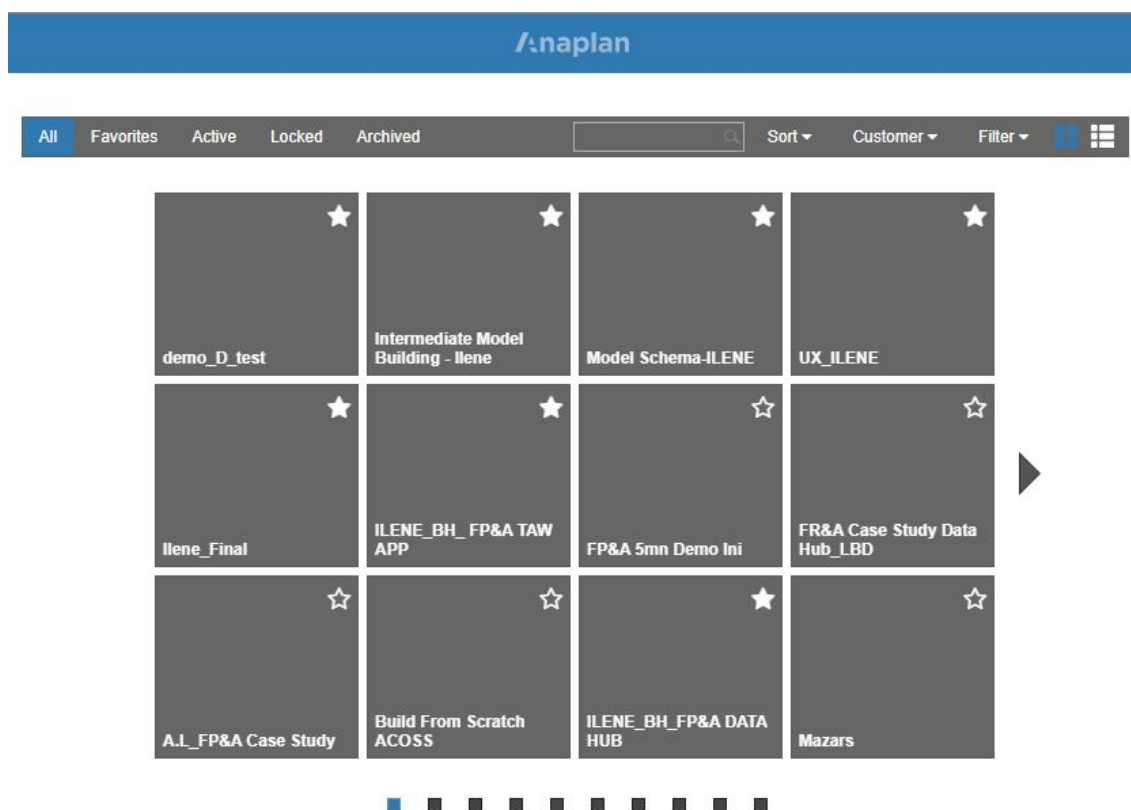 Anaplan
All Favorites Active Locked Archived Sort Customer Filter
demo_D_test
Intermediate Model
Building - Ilene
Model Schema-ILENE
UX_ILENE
Ilene_Final
ILENE_BH_ FP&A TAW
APP
FP&A 5mn Demo Ini
FR&A Case Study Data
Hub_LBD
A.L_FP&A Case Study
Build From Scratch
ACOSS
ILENE_BH_FP&A DATA
HUB
Mazars